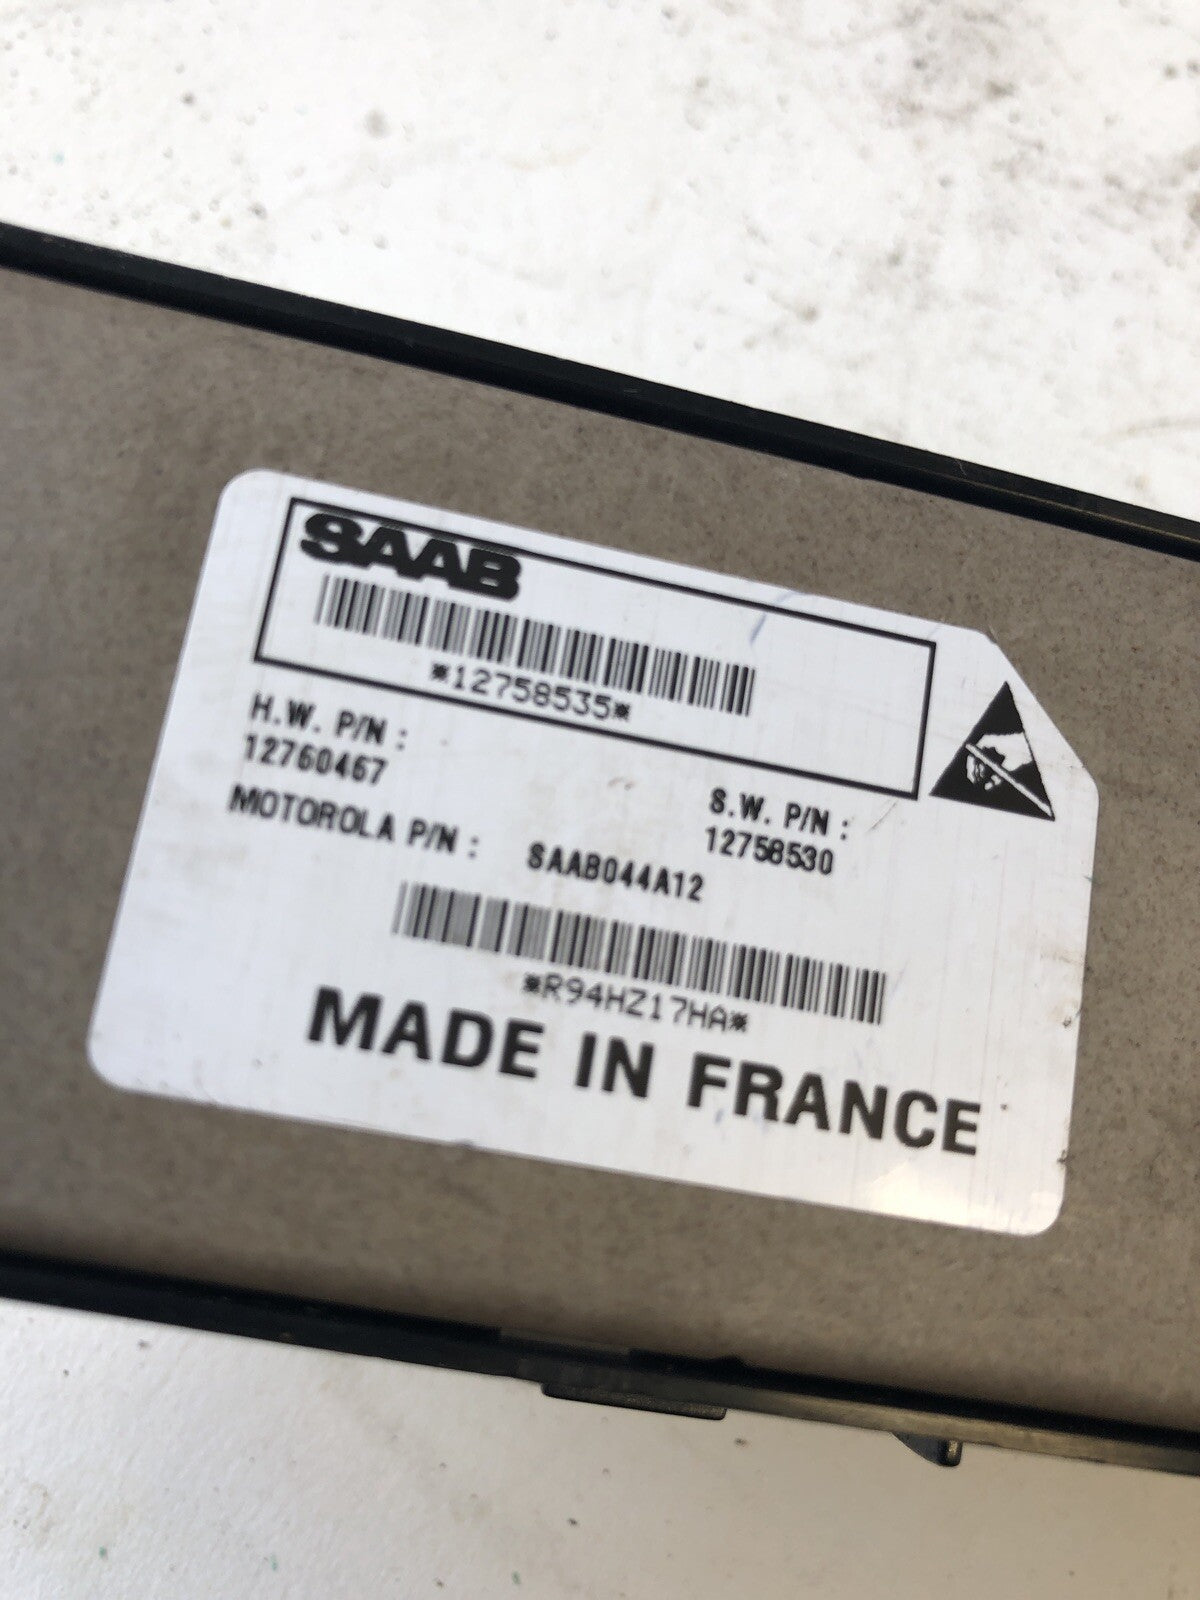 SAAB
*12758535*
H.W. P/N :
12760467
S.W. P/N :
12758530
MOTOROLA P/N : SAAB044A12
*R94HZ17HA*
MADE IN FRANCE